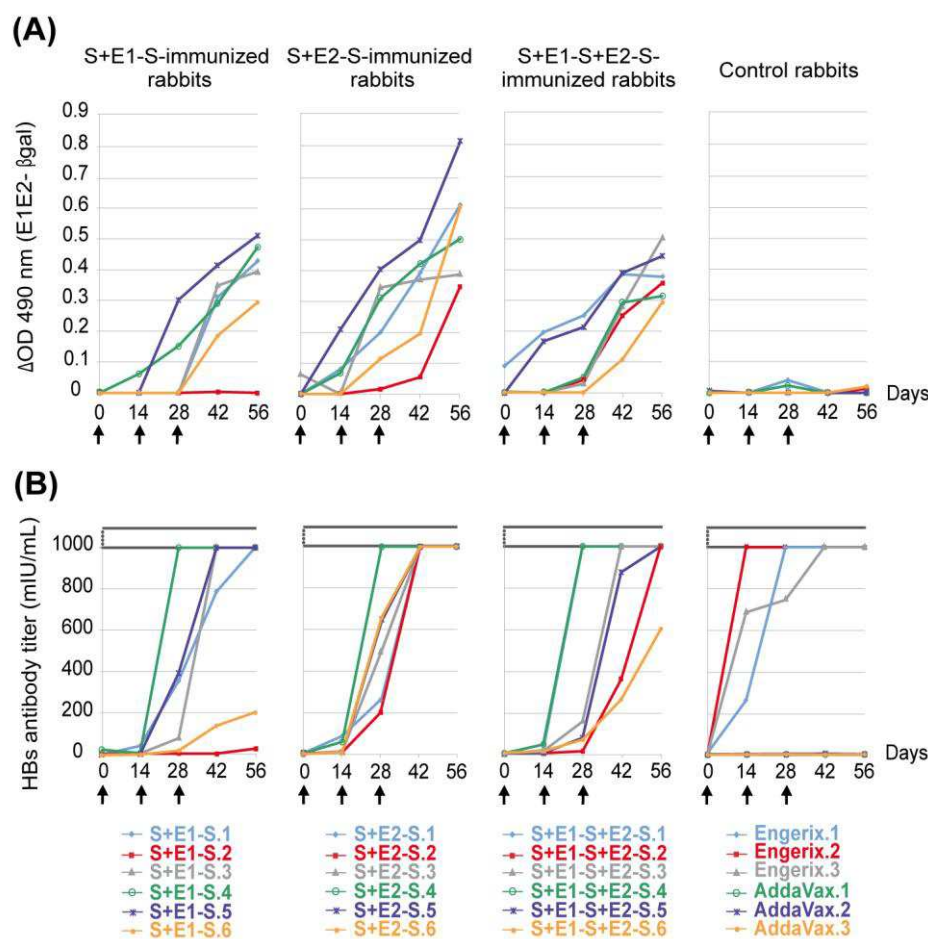 (A)
S+E1-S-immunized
rabbits
S+E2-S-immunized
rabbits
S+E1-S+E2-S-
immunized rabbits
Control rabbits
ΔOD 490 nm (E1E2- βgal)
0.9
0.8
0.7
0.6
0.5
0.4
0.3
0.2
0.1
0
0 14 28 42 56
0 14 28 42 56
0 14 28 42 56
0 14 28 42 56
Days
(B)
HBs antibody titer (mIU/mL)
1000
800
600
400
200
0
0 14 28 42 56
0 14 28 42 56
0 14 28 42 56
0 14 28 42 56
Days
S+E1-S.1
S+E1-S.2
S+E1-S.3
S+E1-S.4
S+E1-S.5
S+E1-S.6
S+E2-S.1
S+E2-S.2
S+E2-S.3
S+E2-S.4
S+E2-S.5
S+E2-S.6
S+E1-S+E2-S.1
S+E1-S+E2-S.2
S+E1-S+E2-S.3
S+E1-S+E2-S.4
S+E1-S+E2-S.5
S+E1-S+E2-S.6
Engerix.1
Engerix.2
Engerix.3
AddaVax.1
AddaVax.2
AddaVax.3